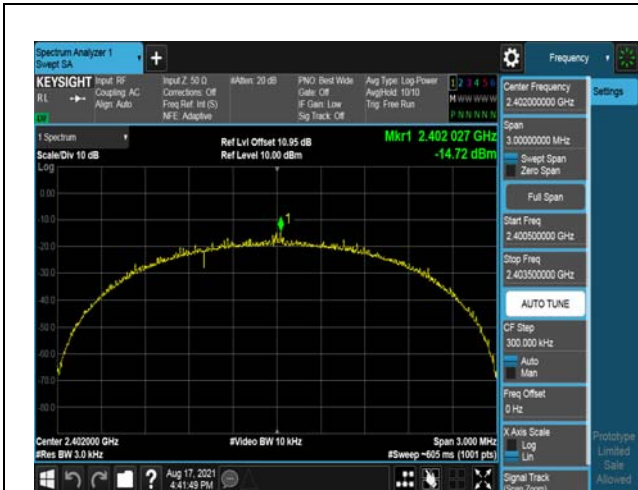 Spectrum Analyzer 1
Swept SA
+
Frequency
KEYSIGHT
RL
LV
Input: RF
Coupling: AC
Align: Auto
Input Z: 50 Ω
Corrections: Off
Freq Ref: Int (S)
NFE: Adaptive
#Atten: 20 dB
PNO: Best Wide
Gate: Off
IF Gain: Low
Sig Track: Off
Avg Type: Log-Power
Avg|Hold: 10/10
Trig: Free Run
1 2 3 4 5 6
M W W W W W
P N N N N N
1 Spectrum
Scale/Div 10 dB
Log
Ref Lvl Offset 10.95 dB
Ref Level 10.00 dBm
Mkr1 2.402 027 GHz
-14.72 dBm
0.00
-10.0
-20.0
-30.0
-40.0
-50.0
-60.0
-70.0
-80.0
1
Center 2.402000 GHz
#Res BW 3.0 kHz
#Video BW 10 kHz
Span 3.000 MHz
#Sweep ~605 ms (1001 pts)
Center Frequency
2.402000000 GHz
Settings
Span
3.00000000 MHz
Swept Span
Zero Span
Full Span
Start Freq
2.400500000 GHz
Stop Freq
2.403500000 GHz
AUTO TUNE
CF Step
300.000 kHz
Auto
Man
Freq Offset
0 Hz
X Axis Scale
Log
Lin
Signal Track
(Span Zoom)
Prototype
Limited
Sale
Allowed
?
Aug 17, 2021
4:41:49 PM